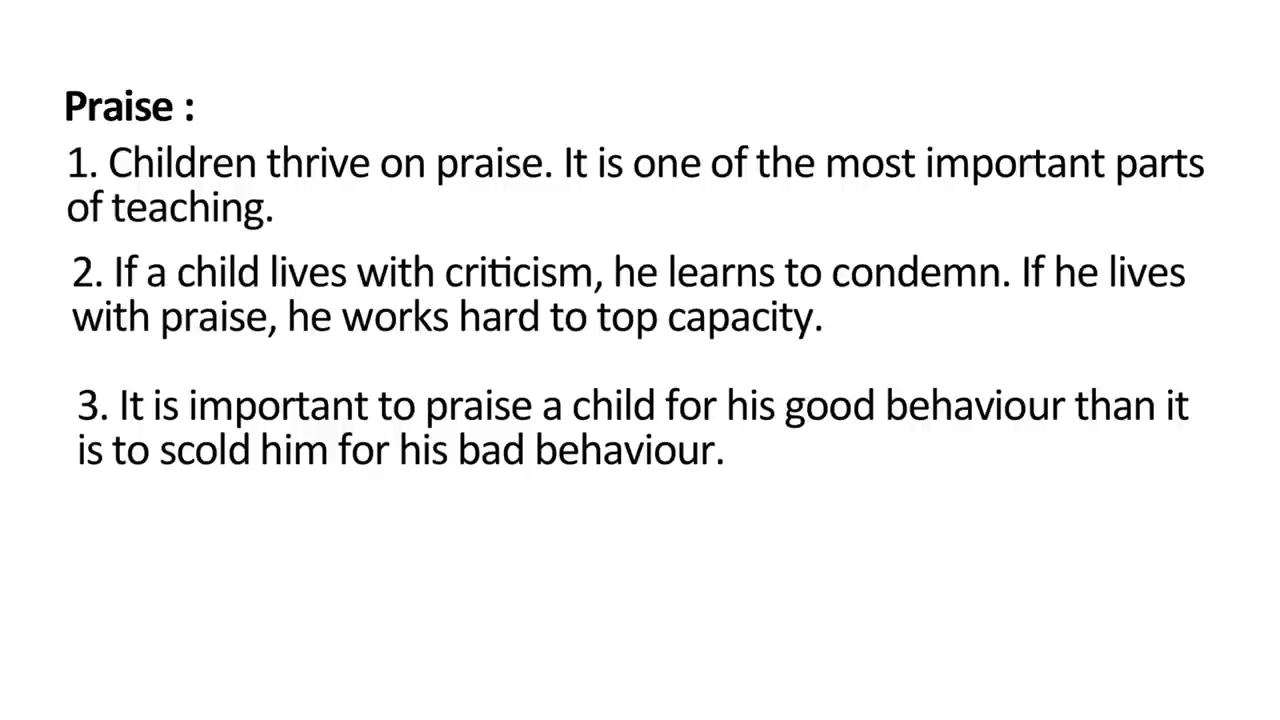 Praise :
1. Children thrive on praise. It is one of the most important parts
of teaching.
2. If a child lives with criticism, he learns to condemn. If he lives
with praise, he works hard to top capacity.
3. It is important to praise a child for his good behaviour than it
is to scold him for his bad behaviour.